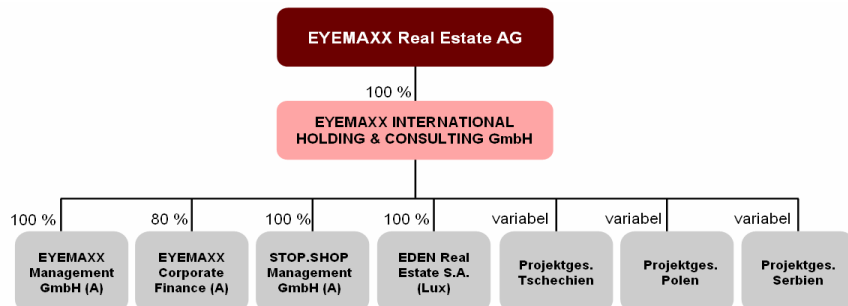 EYEMAXX Real Estate AG
100 %
EYEMAXX INTERNATIONAL
HOLDING & CONSULTING GmbH
100 %
80 %
100 %
100 %
variabel
variabel
variabel
EYEMAXX
Management
GmbH (A)
EYEMAXX
Corporate
Finance (A)
STOP.SHOP
Management
GmbH (A)
EDEN Real
Estate S.A.
(Lux)
Projektges.
Tschechien
Projektges.
Polen
Projektges.
Serbien